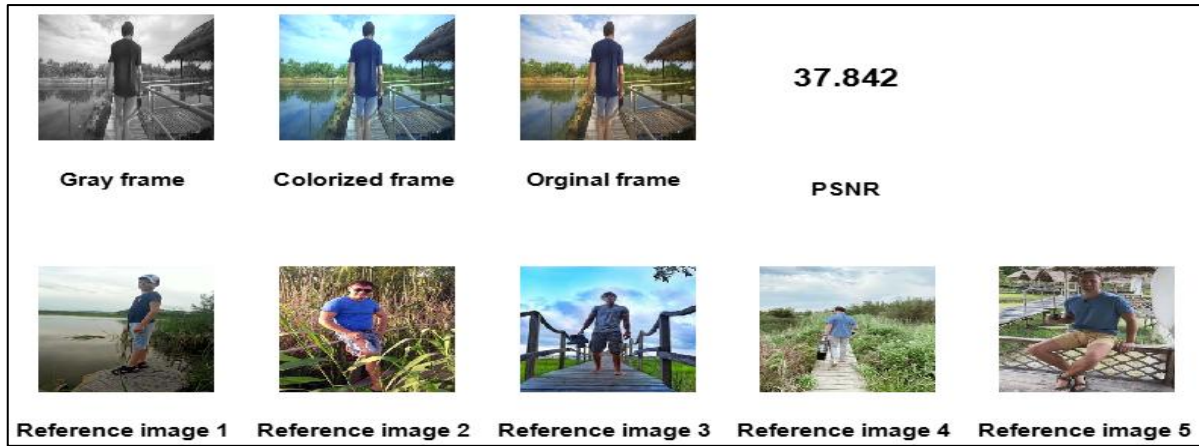 37.842
Gray frame
Colorized frame
Orginal frame
PSNR
Reference image 1
Reference image 2
Reference image 3
Reference image 4
Reference image 5